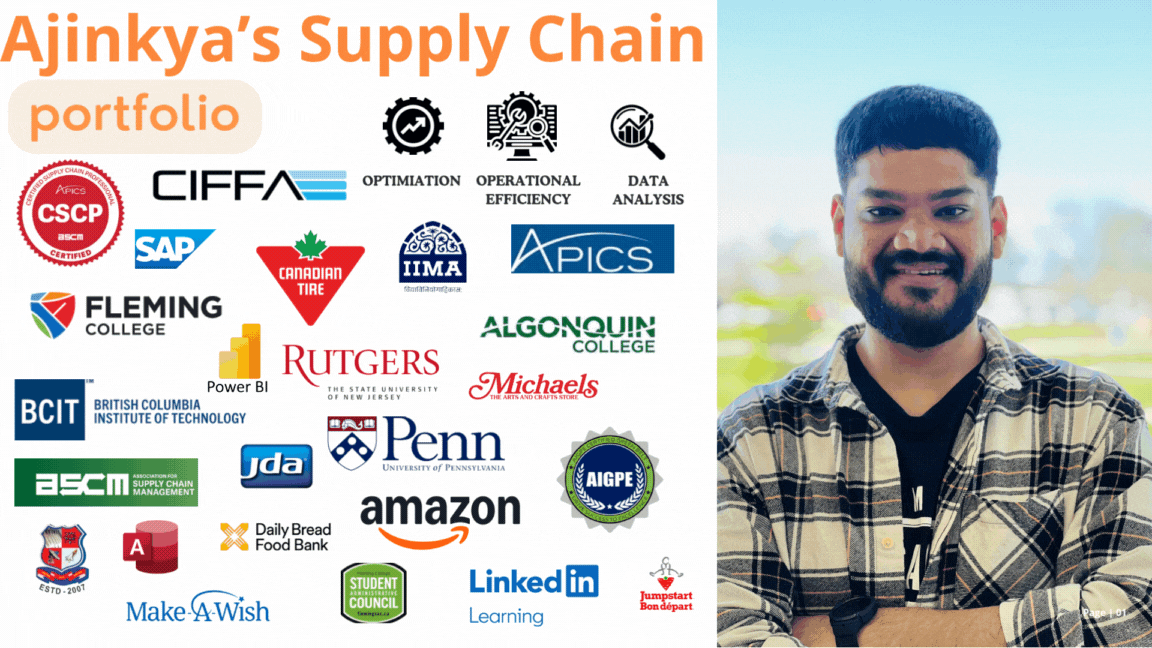 Ajinkya’s Supply Chain
portfolio
OPTIMIATION
OPERATIONAL
EFFICIENCY
DATA
ANALYSIS
CERTIFIED SUPPLY CHAIN PROFESSIONAL
APICS
CSCP
ascm
CERTIFIED
CIFFA
SAP
CANADIAN
TIRE
IIMA
APICS
FLEMING
COLLEGE
ALGONQUIN
COLLEGE
Power BI
RUTGERS
THE STATE UNIVERSITY
OF NEW JERSEY
Michaels
THE ARTS AND CRAFTS STORE
BCIT
BRITISH COLUMBIA
INSTITUTE OF TECHNOLOGY
jda
Penn
UNIVERSITY of PENNSYLVANIA
ascm
ASSOCIATION FOR
SUPPLY CHAIN
MANAGEMENT
AIGPE
amazon
ESTD - 2007
A
Daily Bread
Food Bank
STUDENT
ADMINISTRATIVE
COUNCIL
Linked in
Learning
Make-A-Wish
Jumpstart
Bon départ
Page | 01